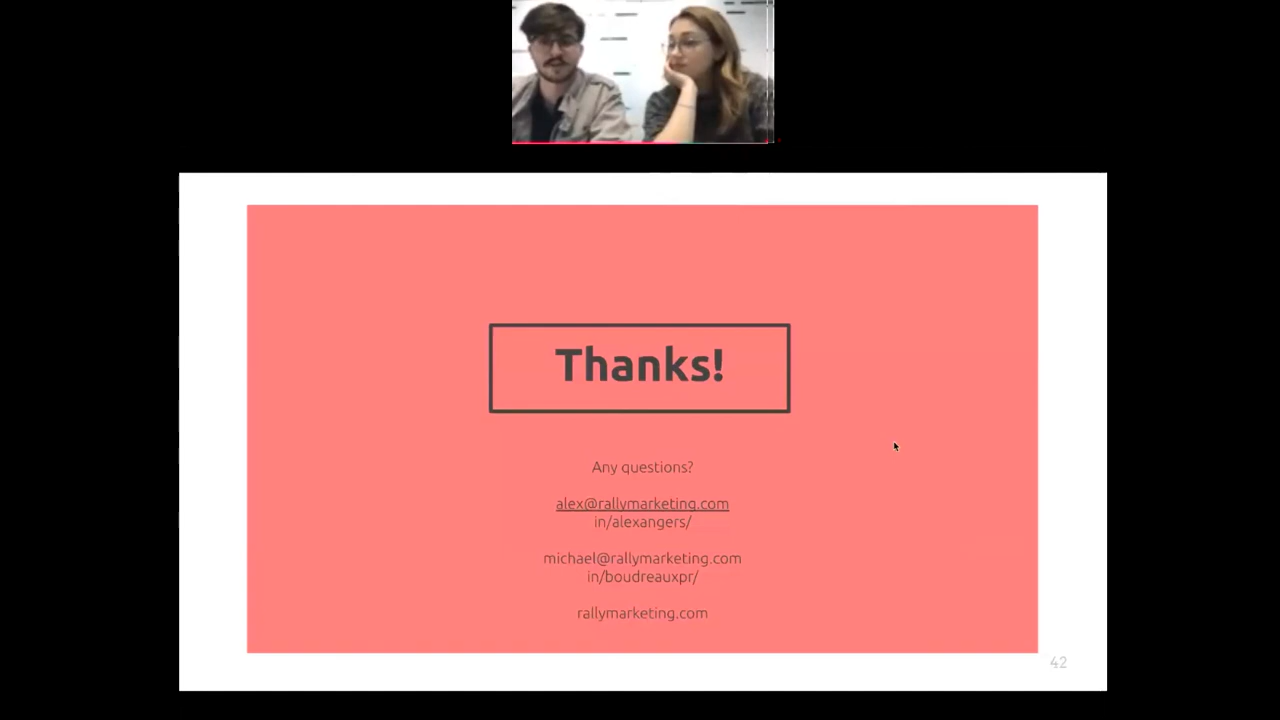 Thanks!
Any questions?
alex@rallymarketing.com
in/alexangers/
michael@rallymarketing.com
in/boudreauxpr/
rallymarketing.com
42